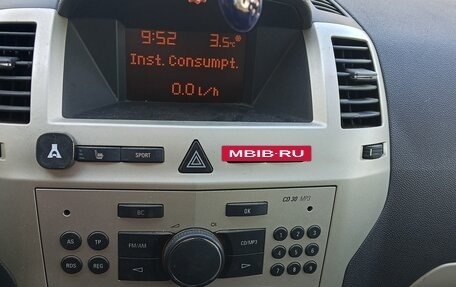 9:52 3.5°c*
Inst.Consumpt.
0.0 l/h
SPORT
MBIB-RU
CD 30 MP3
BC OK
AS TP FM/AM CD/MP3
RDS REG